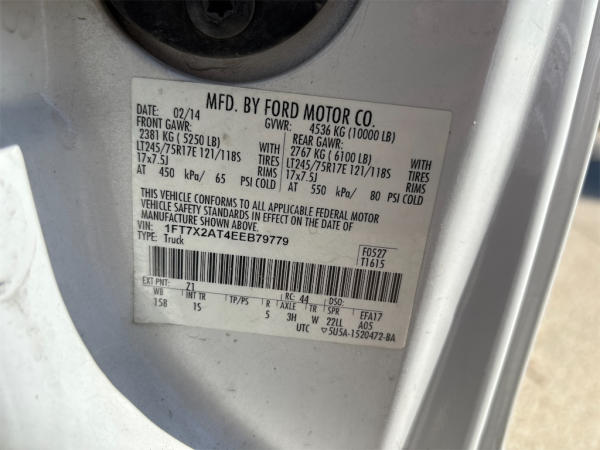 MFD. BY FORD MOTOR CO.
DATE: 02/14 GVWR: 4536 KG (10000 LB)
FRONT GAWR: REAR GAWR:
2381 KG ( 5250 LB) 2767 KG ( 6100 LB)
LT245/75R17E 121/118S TIRES LT245/75R17E 121/118S TIRES
17x7.5J RIMS 17x7.5J RIMS
AT 450 kPa/ 65 PSI COLD AT 550 kPa/ 80 PSI COLD
THIS VEHICLE CONFORMS TO ALL APPLICABLE FEDERAL MOTOR
VEHICLE SAFETY STANDARDS IN EFFECT ON THE DATE OF
MANUFACTURE SHOWN ABOVE.
VIN: 1FT7X2AT4EEB79779 F0527
TYPE: Truck T1615
Z1 RC: 44 DSO:
WB INT TR TP/PS R AXLE TR SPR EFA17
158 1S 5 3H W 22LL A05
UTC ▽5U5A-1520472-BA